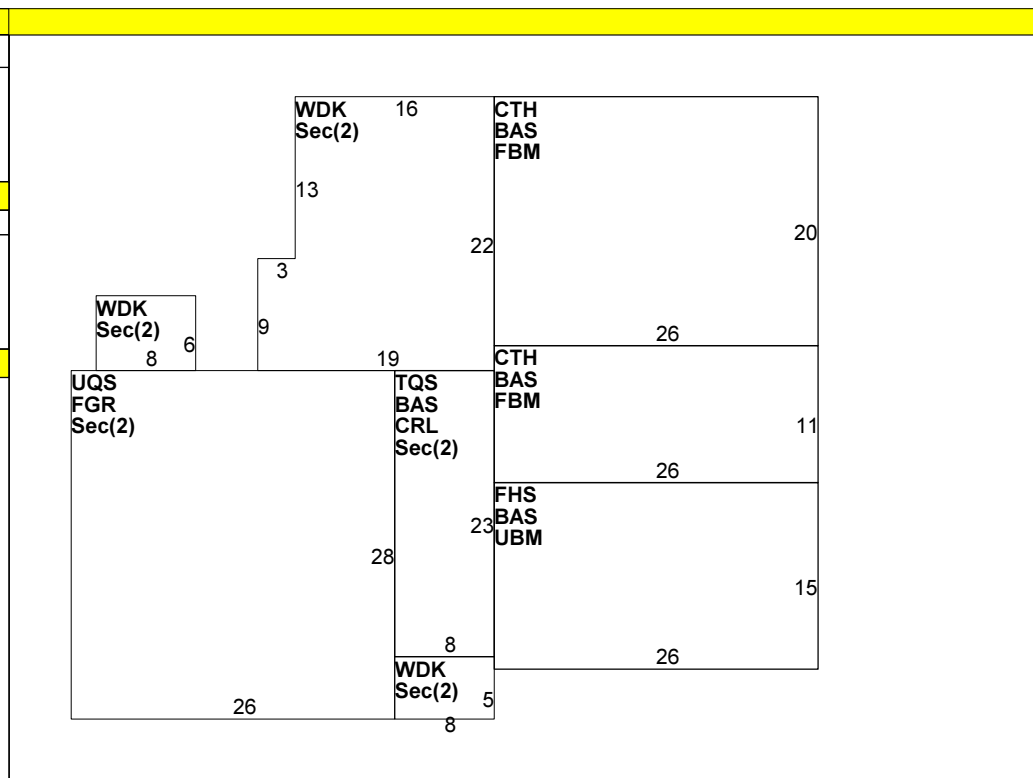 WDK
Sec(2)
16
13
22
3
9
19
CTH
BAS
FBM
20
26
WDK
Sec(2)
6
8
CTH
BAS
FBM
11
26
UQS
FGR
Sec(2)
28
26
TQS
BAS
CRL
Sec(2)
23
8
FHS
BAS
UBM
15
26
WDK
Sec(2)
5
8